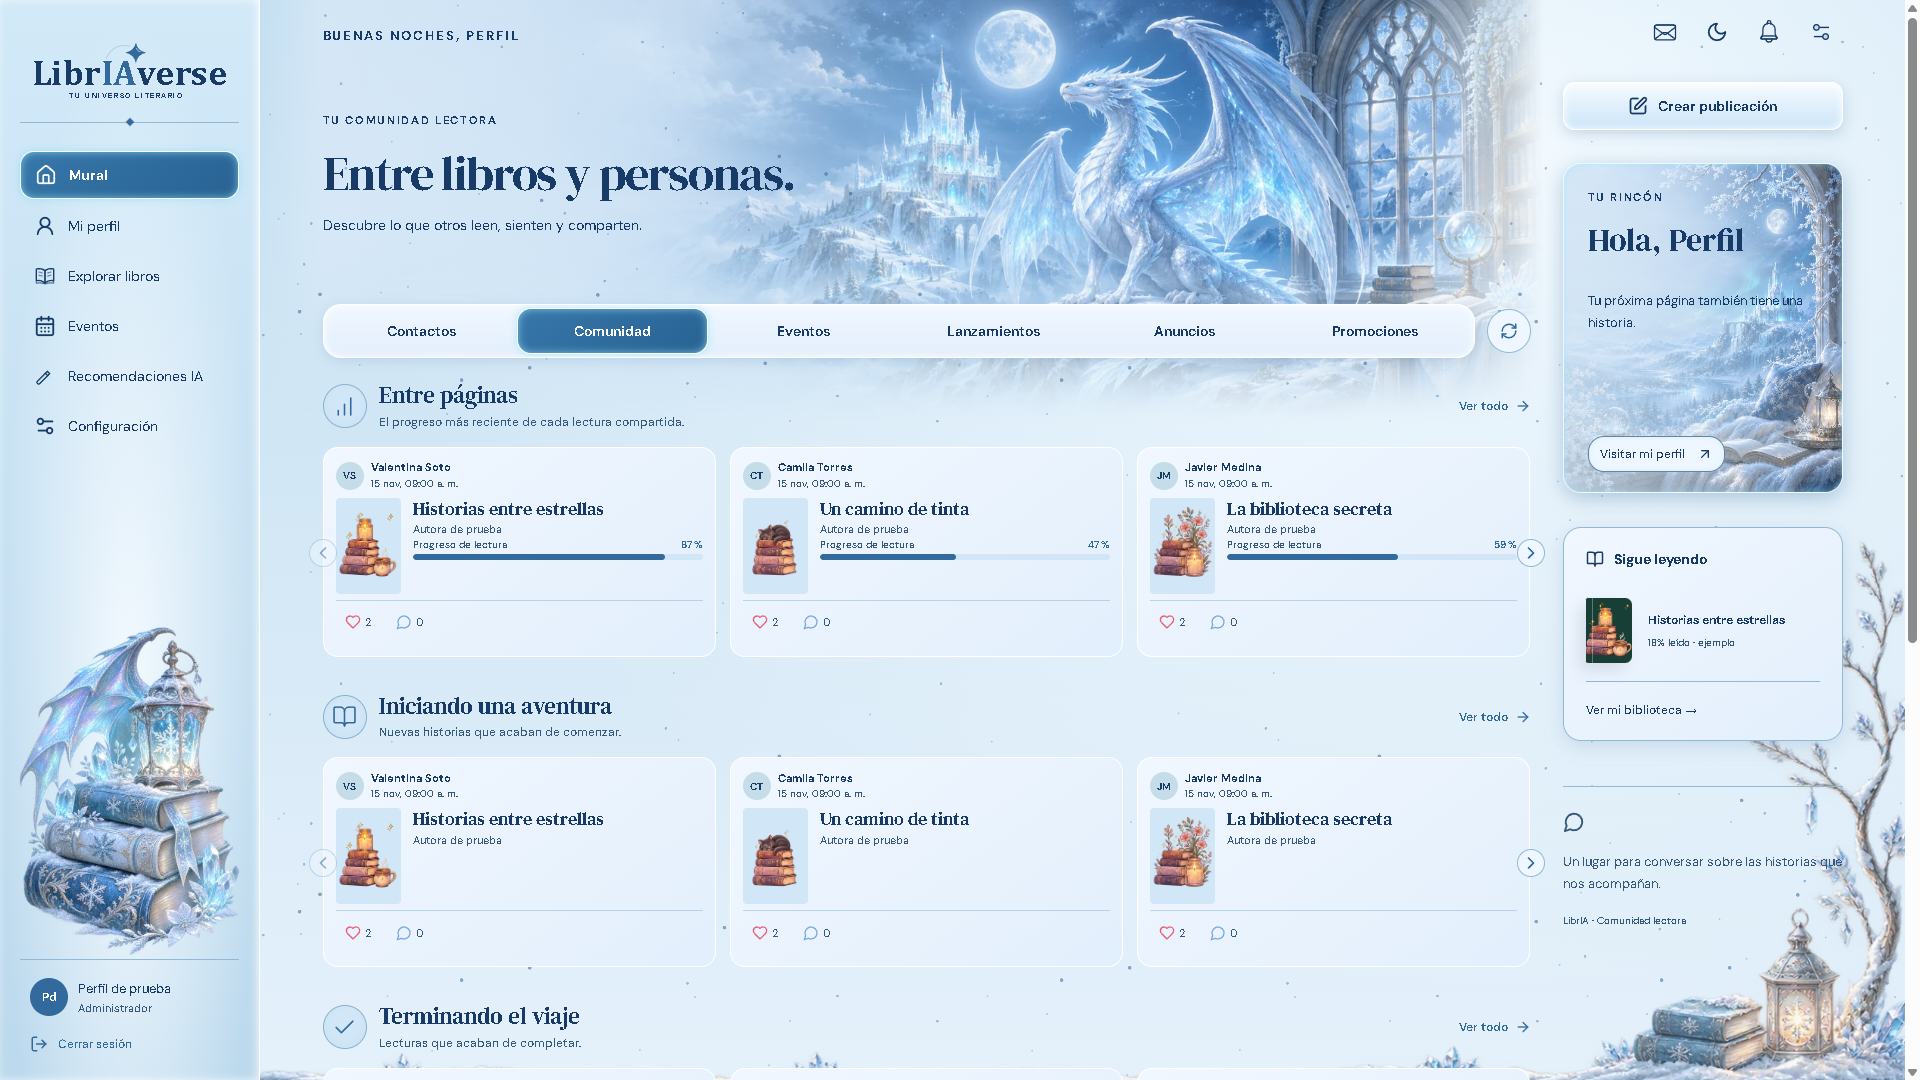 LibrIAverse
TU UNIVERSO LITERARIO
Mural
Mi perfil
Explorar libros
Eventos
Recomendaciones IA
Configuración
Pd
Perfil de prueba
Administrador
Cerrar sesión
BUENAS NOCHES, PERFIL
TU COMUNIDAD LECTORA
Entre libros y personas.
Descubre lo que otros leen, sienten y comparten.
Contactos
Comunidad
Eventos
Lanzamientos
Anuncios
Promociones
Entre páginas
El progreso más reciente de cada lectura compartida.
Ver todo
VS
Valentina Soto
15 nov, 09:00 a. m.
Historias entre estrellas
Autora de prueba
Progreso de lectura
87 %
2
0
CT
Camila Torres
15 nov, 09:00 a. m.
Un camino de tinta
Autora de prueba
Progreso de lectura
47 %
2
0
JM
Javier Medina
15 nov, 09:00 a. m.
La biblioteca secreta
Autora de prueba
Progreso de lectura
59 %
2
0
Iniciando una aventura
Nuevas historias que acaban de comenzar.
Ver todo
VS
Valentina Soto
15 nov, 09:00 a. m.
Historias entre estrellas
Autora de prueba
2
0
CT
Camila Torres
15 nov, 09:00 a. m.
Un camino de tinta
Autora de prueba
2
0
JM
Javier Medina
15 nov, 09:00 a. m.
La biblioteca secreta
Autora de prueba
2
0
Terminando el viaje
Lecturas que acaban de completar.
Ver todo
Crear publicación
TU RINCÓN
Hola, Perfil
Tu próxima página también tiene una
historia.
Visitar mi perfil
Sigue leyendo
Historias entre estrellas
18% leído · ejemplo
Ver mi biblioteca →
Un lugar para conversar sobre las historias que
nos acompañan.
LibrIA · Comunidad lectora